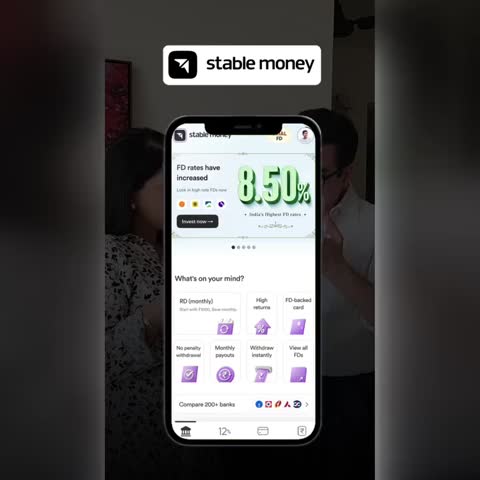 stable money
stable money
FD
FD rates have
increased
Lock in high rate FDs now
Invest now →
8.50%
India's Highest FD rates
What's on your mind?
RD (monthly)
High
returns
FD-backed
card
No penalty
withdrawal
Monthly
payouts
Withdraw
instantly
View all
FDs
Compare 200+ banks
12%